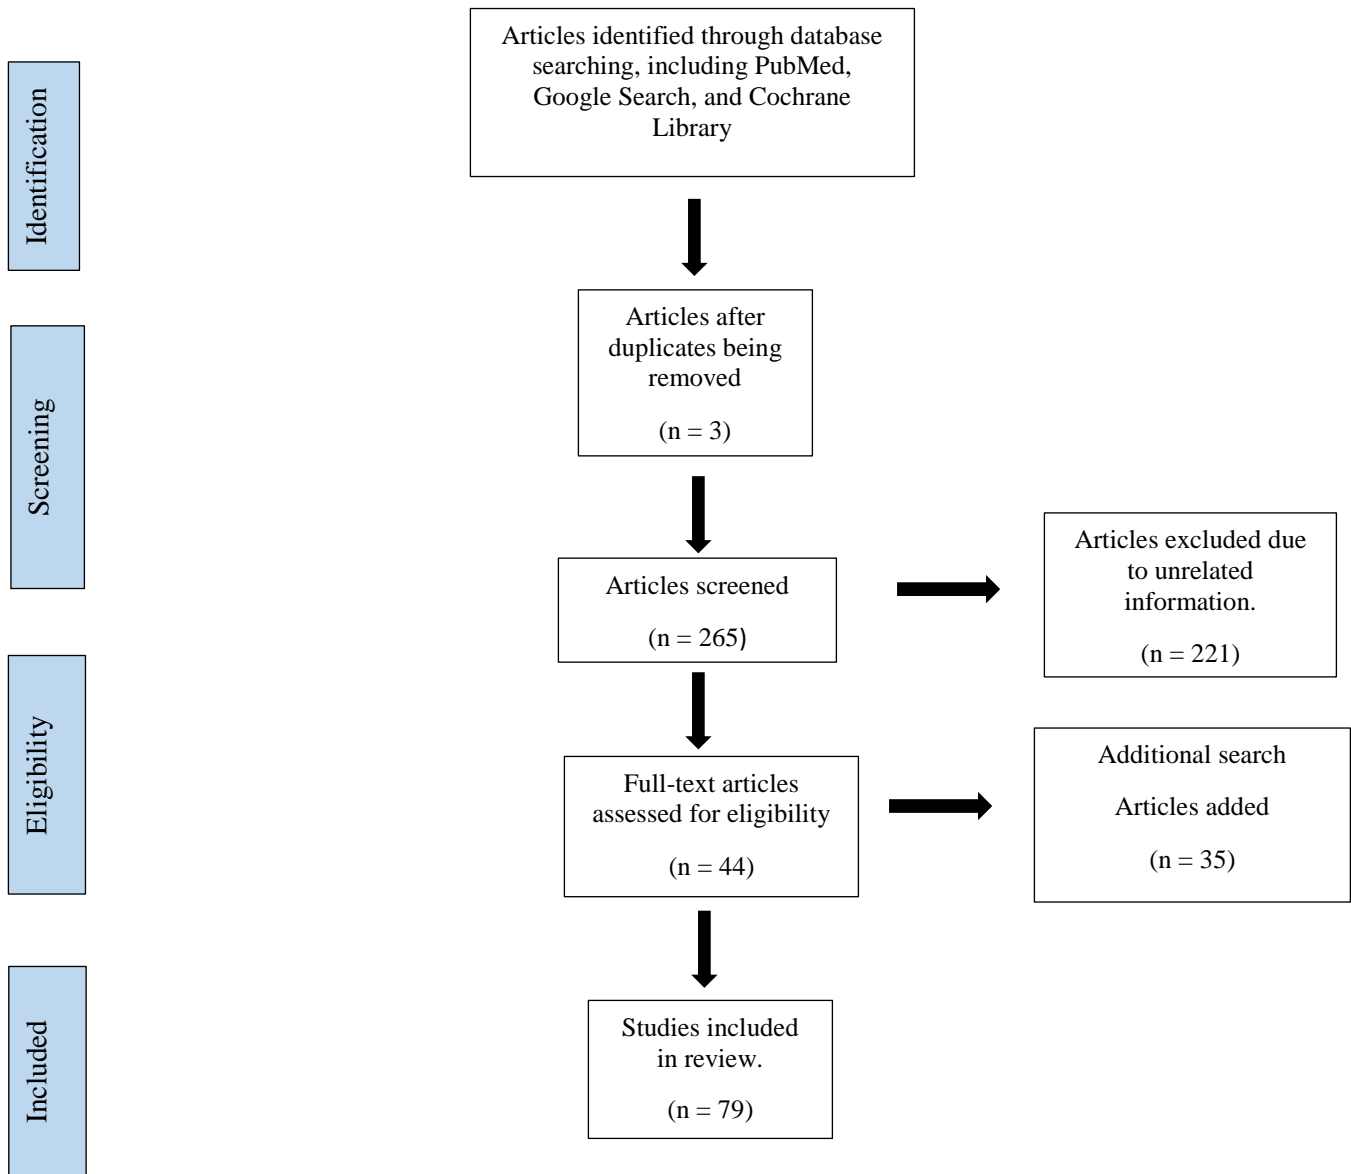 Articles identified through database
searching, including PubMed,
Google Search, and Cochrane
Library
Identification
Articles after
duplicates being
removed
(n = 3)
Screening
Articles screened
(n = 265)
Articles excluded due
to unrelated
information.
(n = 221)
Eligibility
Full-text articles
assessed for eligibility
(n = 44)
Additional search
Articles added
(n = 35)
Included
Studies included
in review.
(n = 79)